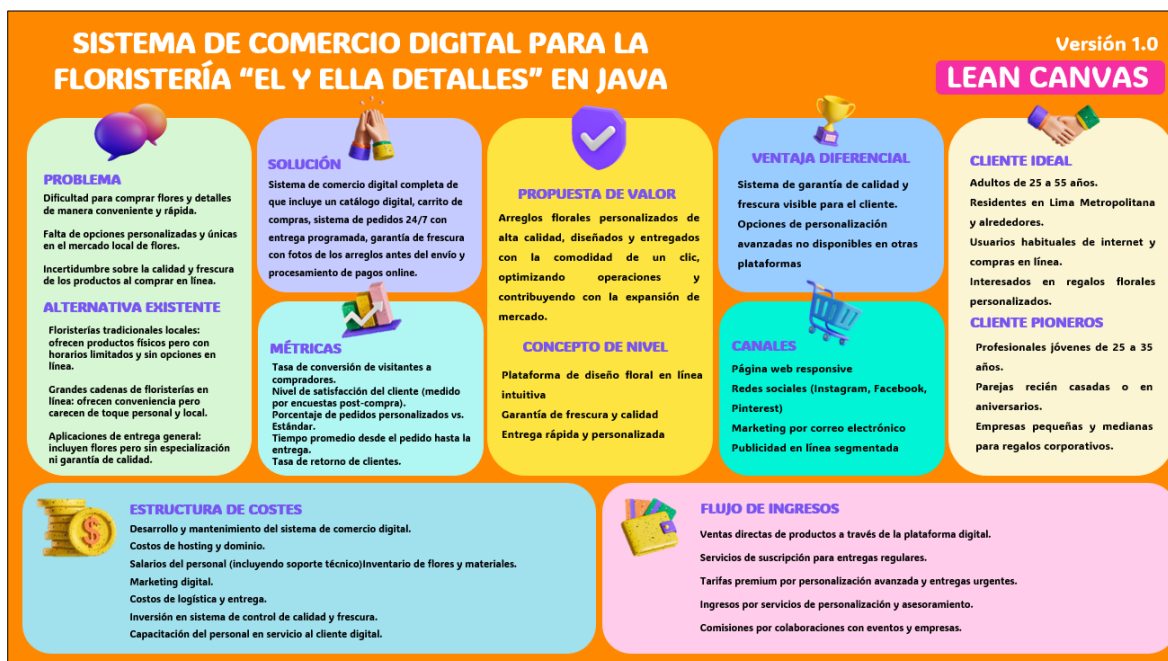 SISTEMA DE COMERCIO DIGITAL PARA LA
FLORISTERÍA “EL Y ELLA DETALLES” EN JAVA
Versión 1.0
LEAN CANVAS
PROBLEMA
Dificultad para comprar flores y detalles
de manera conveniente y rápida.
Falta de opciones personalizadas y únicas
en el mercado local de flores.
Incertidumbre sobre la calidad y frescura
de los productos al comprar en línea.
ALTERNATIVA EXISTENTE
Floristerías tradicionales locales:
ofrecen productos físicos pero con
horarios limitados y sin opciones en
línea.
Grandes cadenas de floristerías en
línea: ofrecen conveniencia pero
carecen de toque personal y local.
Aplicaciones de entrega general:
incluyen flores pero sin especialización
ni garantía de calidad.
SOLUCIÓN
Sistema de comercio digital completa de
que incluye un catálogo digital, carrito de
compras, sistema de pedidos 24/7 con
entrega programada, garantía de frescura
con fotos de los arreglos antes del envío y
procesamiento de pagos online.
MÉTRICAS
Tasa de conversión de visitantes a
compradores.
Nivel de satisfacción del cliente (medido
por encuestas post-compra).
Porcentaje de pedidos personalizados vs.
Estándar.
Tiempo promedio desde el pedido hasta la
entrega.
Tasa de retorno de clientes.
PROPUESTA DE VALOR
Arreglos florales personalizados de
alta calidad, diseñados y entregados
con la comodidad de un clic,
optimizando operaciones y
contribuyendo con la expansión de
mercado.
CONCEPTO DE NIVEL
Plataforma de diseño floral en línea
intuitiva
Garantía de frescura y calidad
Entrega rápida y personalizada
VENTAJA DIFERENCIAL
Sistema de garantía de calidad y
frescura visible para el cliente.
Opciones de personalización
avanzadas no disponibles en otras
plataformas
CANALES
Página web responsive
Redes sociales (Instagram, Facebook,
Pinterest)
Marketing por correo electrónico
Publicidad en línea segmentada
CLIENTE IDEAL
Adultos de 25 a 55 años.
Residentes en Lima Metropolitana
y alrededores.
Usuarios habituales de internet y
compras en línea.
Interesados en regalos florales
personalizados.
CLIENTE PIONEROS
Profesionales jóvenes de 25 a 35
años.
Parejas recién casadas o en
aniversarios.
Empresas pequeñas y medianas
para regalos corporativos.
ESTRUCTURA DE COSTES
Desarrollo y mantenimiento del sistema de comercio digital.
Costos de hosting y dominio.
Salarios del personal (incluyendo soporte técnico)Inventario de flores y materiales.
Marketing digital.
Costos de logística y entrega.
Inversión en sistema de control de calidad y frescura.
Capacitación del personal en servicio al cliente digital.
FLUJO DE INGRESOS
Ventas directas de productos a través de la plataforma digital.
Servicios de suscripción para entregas regulares.
Tarifas premium por personalización avanzada y entregas urgentes.
Ingresos por servicios de personalización y asesoramiento.
Comisiones por colaboraciones con eventos y empresas.